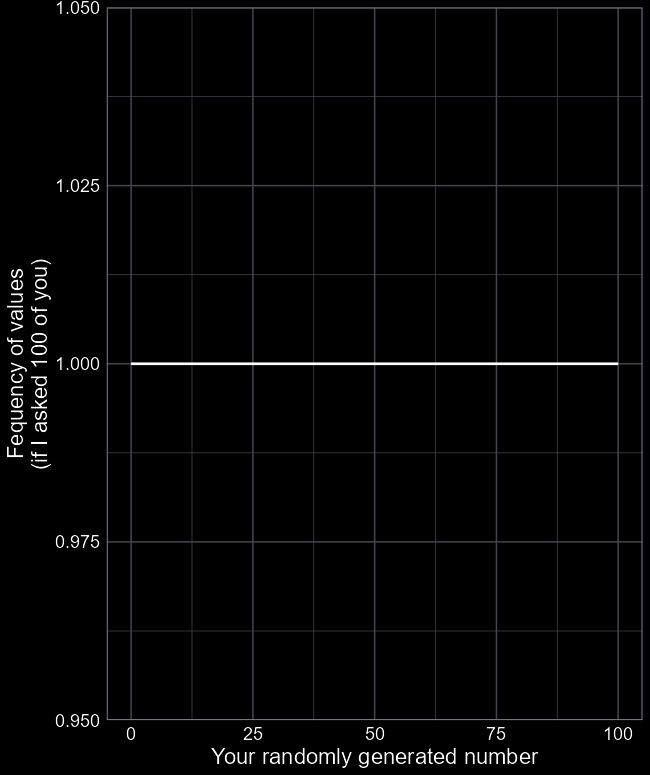 1.050
1.025
1.000
0.975
0.950
Fequency of values
(if I asked 100 of you)
0 25 50 75 100
Your randomly generated number